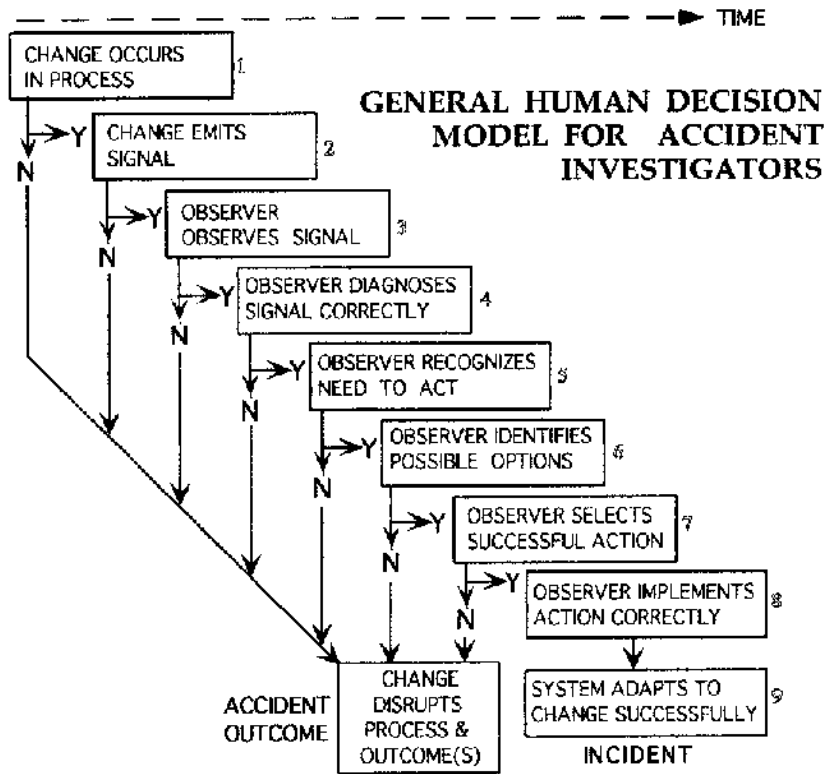 TIME
CHANGE OCCURS
IN PROCESS
1
GENERAL HUMAN DECISION
MODEL FOR ACCIDENT
INVESTIGATORS
Y
N
CHANGE EMITS
SIGNAL
2
Y
N
OBSERVER
OBSERVES SIGNAL
3
Y
N
OBSERVER DIAGNOSES
SIGNAL CORRECTLY
4
Y
N
OBSERVER RECOGNIZES
NEED TO ACT
5
Y
N
OBSERVER IDENTIFIES
POSSIBLE OPTIONS
6
Y
N
OBSERVER SELECTS
SUCCESSFUL ACTION
7
Y
N
OBSERVER IMPLEMENTS
ACTION CORRECTLY
8
ACCIDENT
OUTCOME
CHANGE
DISRUPTS
PROCESS &
OUTCOME(S)
SYSTEM ADAPTS TO
CHANGE SUCCESSFULLY
9
INCIDENT